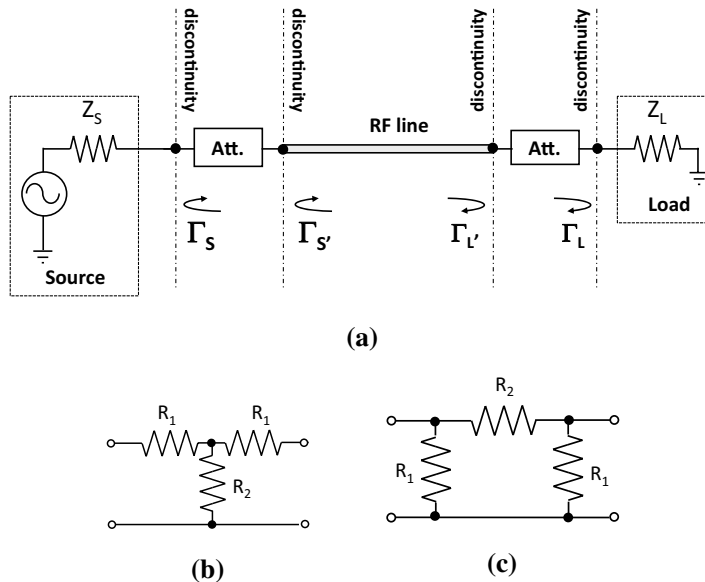 discontinuity
discontinuity
discontinuity
discontinuity
Z_S
Z_L
RF line
Att.
Att.
Γ_S
Γ_S'
Γ_L'
Γ_L
Load
Source
(a)
R_2
R_1
R_1
R_2
R_1
R_1
(b)
(c)